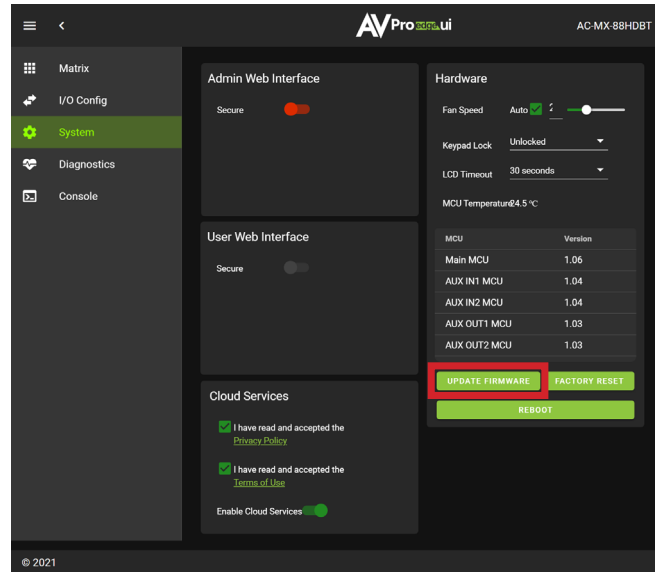 AVProedge.ui
AC-MX-88HDBT
Matrix
I/O Config
System
Diagnostics
Console
Admin Web Interface
Secure
User Web Interface
Secure
Cloud Services
I have read and accepted the
Privacy Policy
I have read and accepted the
Terms of Use
Enable Cloud Services
Hardware
Fan Speed Auto
Keypad Lock Unlocked
LCD Timeout 30 seconds
MCU Temperature 24.5 °C
MCU Version
Main MCU 1.06
AUX IN1 MCU 1.04
AUX IN2 MCU 1.04
AUX OUT1 MCU 1.03
AUX OUT2 MCU 1.03
UPDATE FIRMWARE FACTORY RESET
REBOOT
© 2021